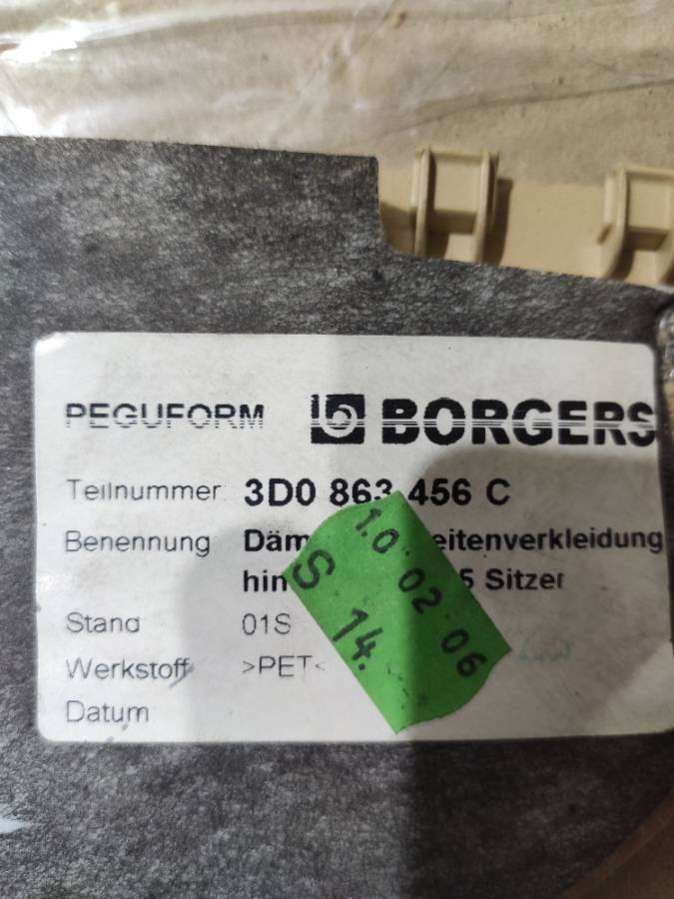 PEGUFORM BORGERS
Teilnummer 3D0 863 456 C
Benennung Däm eitenverkleidung
hin 5 Sitzer
Stand 01S
Werkstoff >PET<
Datum
10 02 06
S 14.